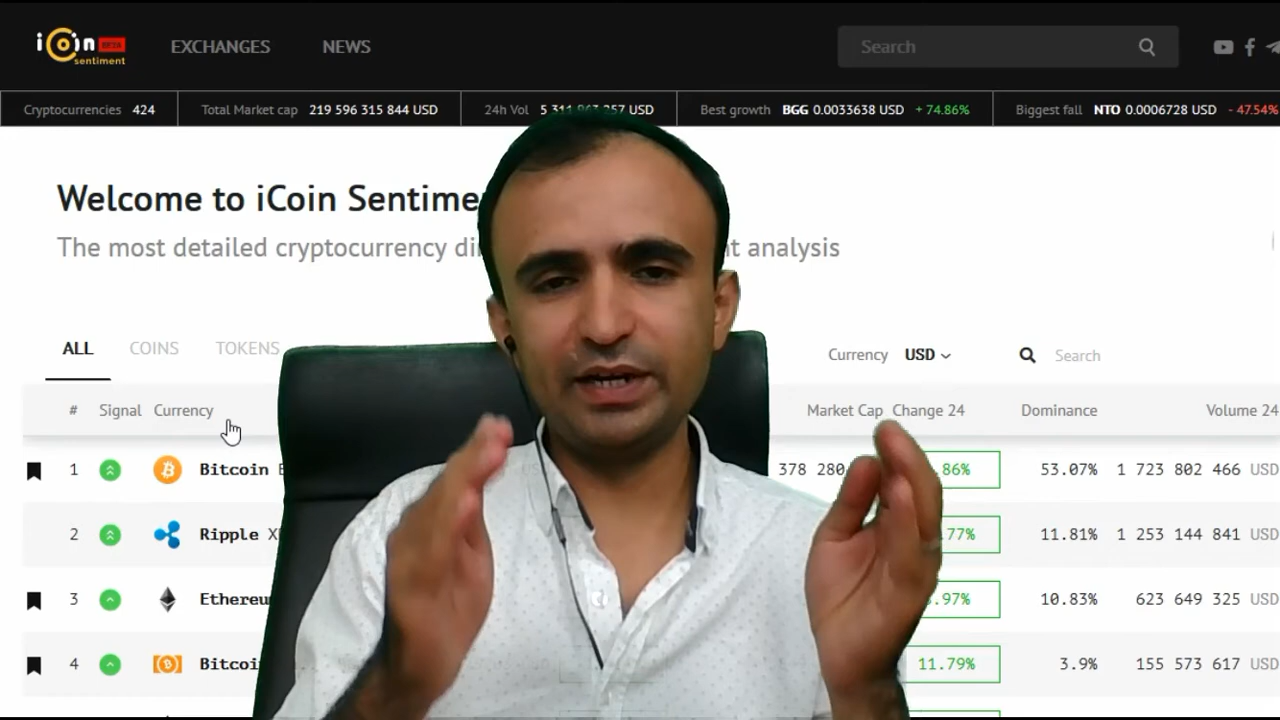 iCoin BETA sentiment EXCHANGES NEWS Search
Cryptocurrencies 424 Total Market cap 219 596 315 844 USD 24h Vol USD Best growth BGG 0.0033638 USD + 74.86% Biggest fall NTO 0.0006728 USD - 47.54%
Welcome to iCoin Sentime
The most detailed cryptocurrency di t analysis
ALL COINS TOKENS Currency USD Search
# Signal Currency Market Cap Change 24 Dominance Volume 24
1 Bitcoin 378 280 .86% 53.07% 1 723 802 466 USD
2 Ripple X .77% 11.81% 1 253 144 841 USD
3 Ethereu .97% 10.83% 623 649 325 USD
4 Bitcoi 11.79% 3.9% 155 573 617 USD